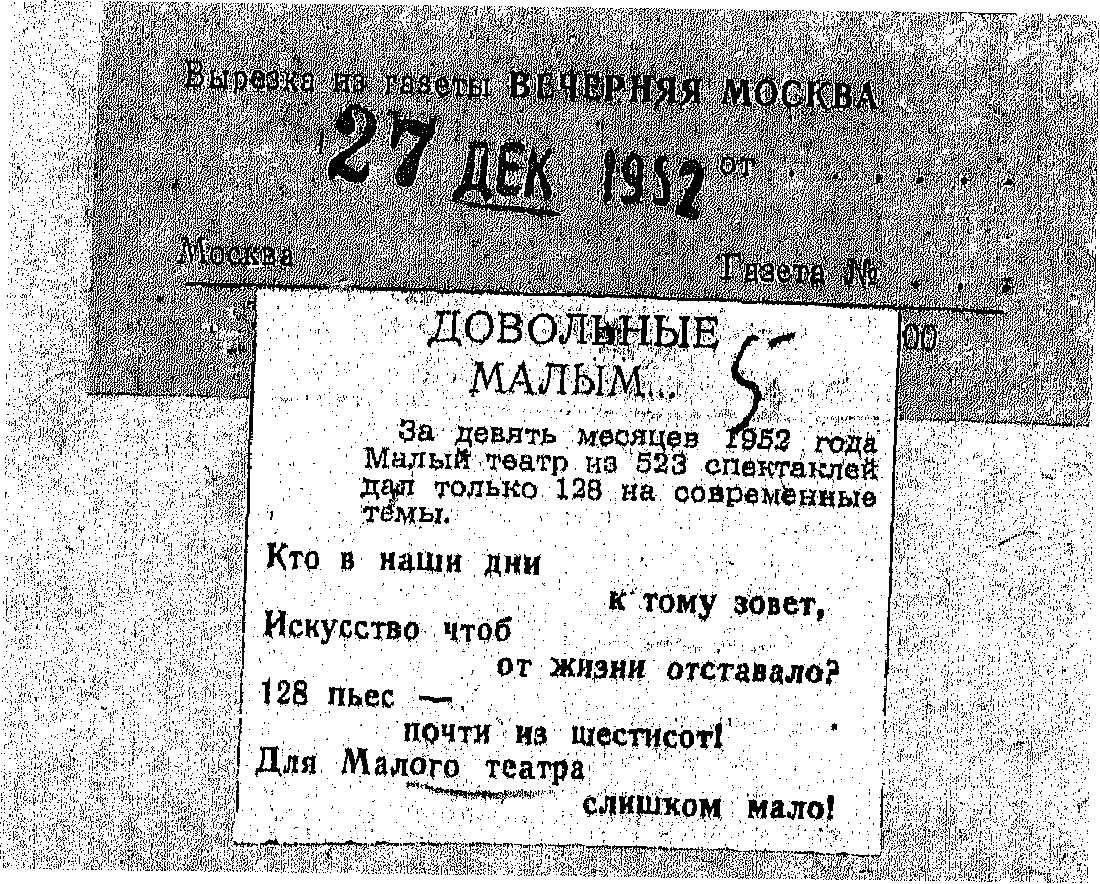 Вырезка из газеты ВЕЧЕРНЯЯ МОСКВА
27 ДЕК 1952 от . . . . . .
Москва Газета № . . .
00
ДОВОЛЬНЫЕ
МАЛЫМ...
5
За девять месяцев 1952 года
Малый театр из 523 спектаклей
дал только 128 на современные
темы.
Кто в наши дни
к тому зовет,
Искусство чтоб
от жизни отставало?
128 пьес —
почти из шестисот!
Для Малого театра
слишком мало!